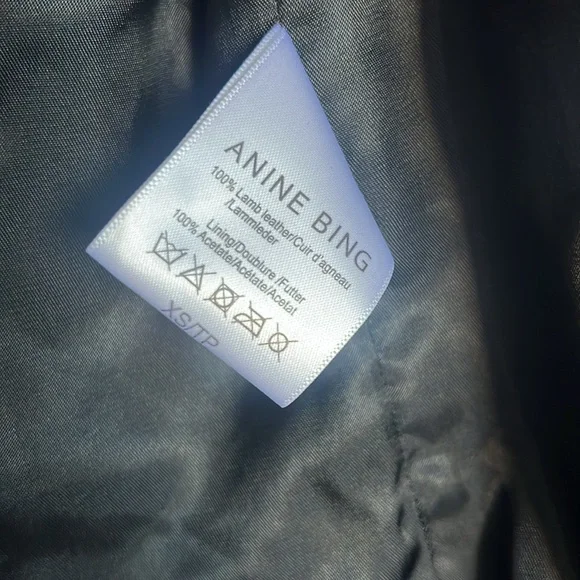 ANINE BING
100% Lamb leather/Cuir d'agneau
/Lammleder
Lining/Doublure /Futter
100% Acetate/Acétate/Acetat
XS/TP